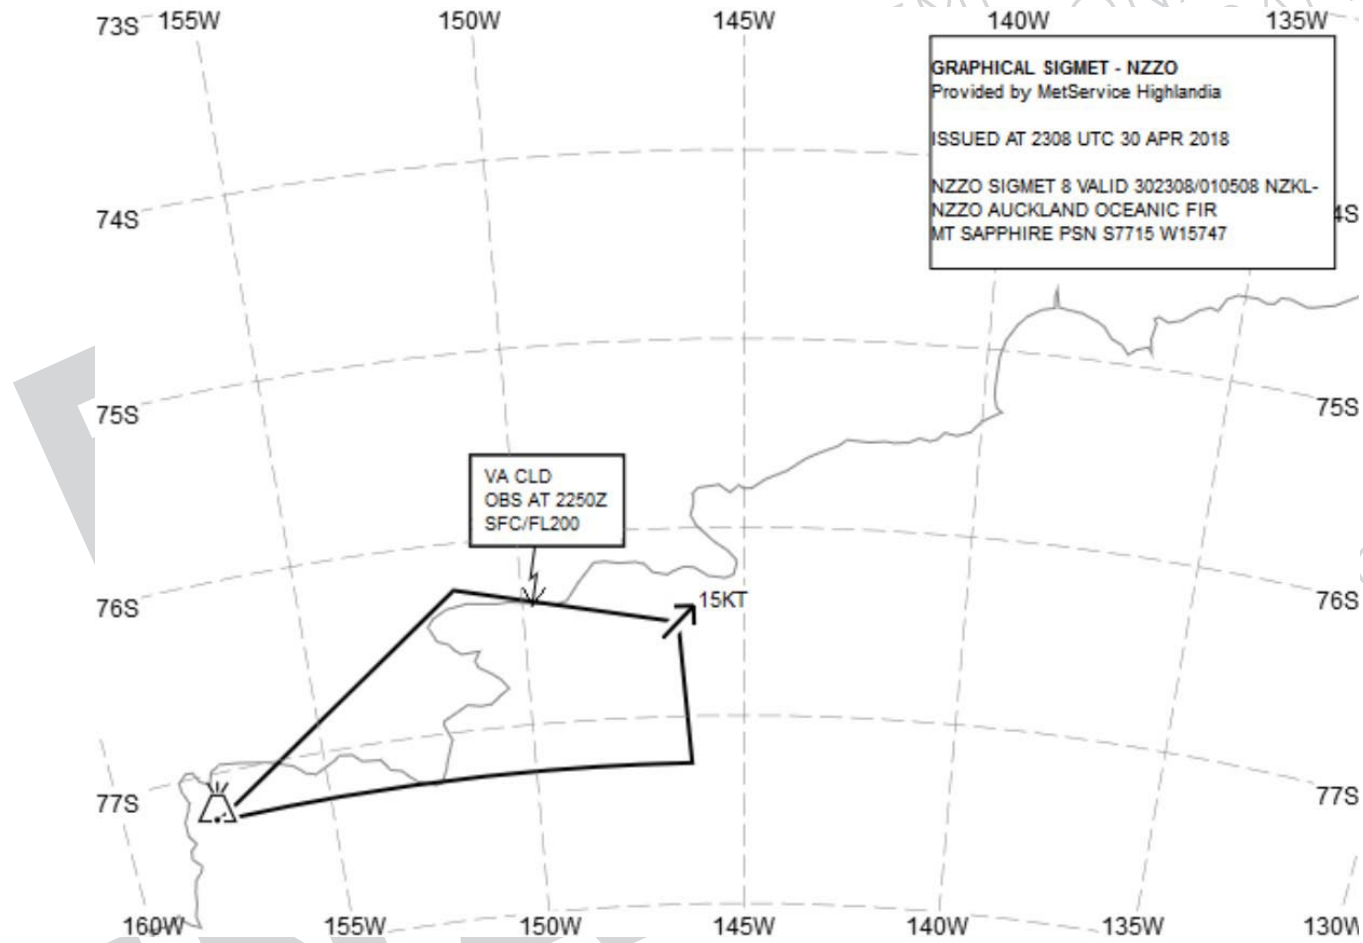 73S 155W 150W 145W 140W 135W
GRAPHICAL SIGMET - NZZO
Provided by MetService Highlandia
ISSUED AT 2308 UTC 30 APR 2018
NZZO SIGMET 8 VALID 302308/010508 NZKL-
NZZO AUCKLAND OCEANIC FIR
MT SAPPHIRE PSN S7715 W15747
74S 4S
75S 75S
VA CLD
OBS AT 2250Z
SFC/FL200
76S 15KT 76S
77S 77S
160W 155W 150W 145W 140W 135W 130W